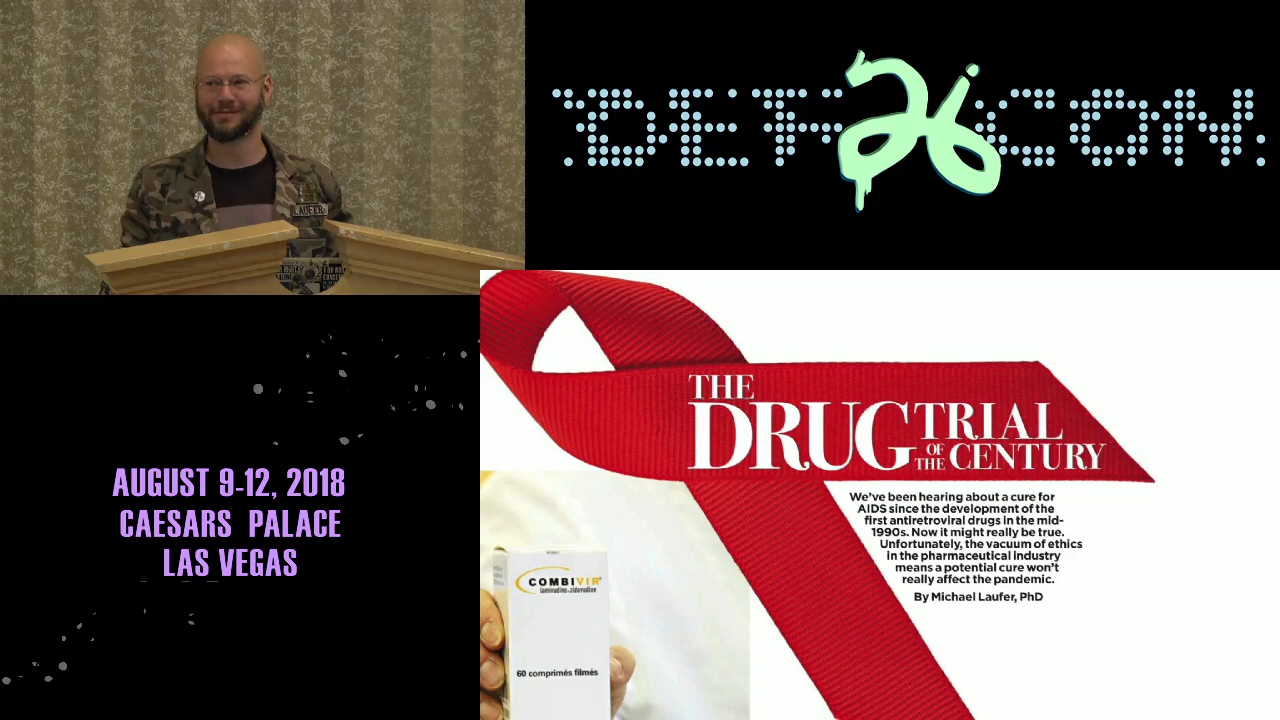 DEF 26 CON
LAUFER
AUGUST 9-12, 2018
CAESARS PALACE
LAS VEGAS
THE
DRUG TRIAL
OF THE CENTURY
We've been hearing about a cure for
AIDS since the development of the
first antiretroviral drugs in the mid-
1990s. Now it might really be true.
Unfortunately, the vacuum of ethics
in the pharmaceutical industry
means a potential cure won't
really affect the pandemic.
By Michael Laufer, PhD
COMBIVIR
lamivudine-zidovudine
60 comprimés filmés